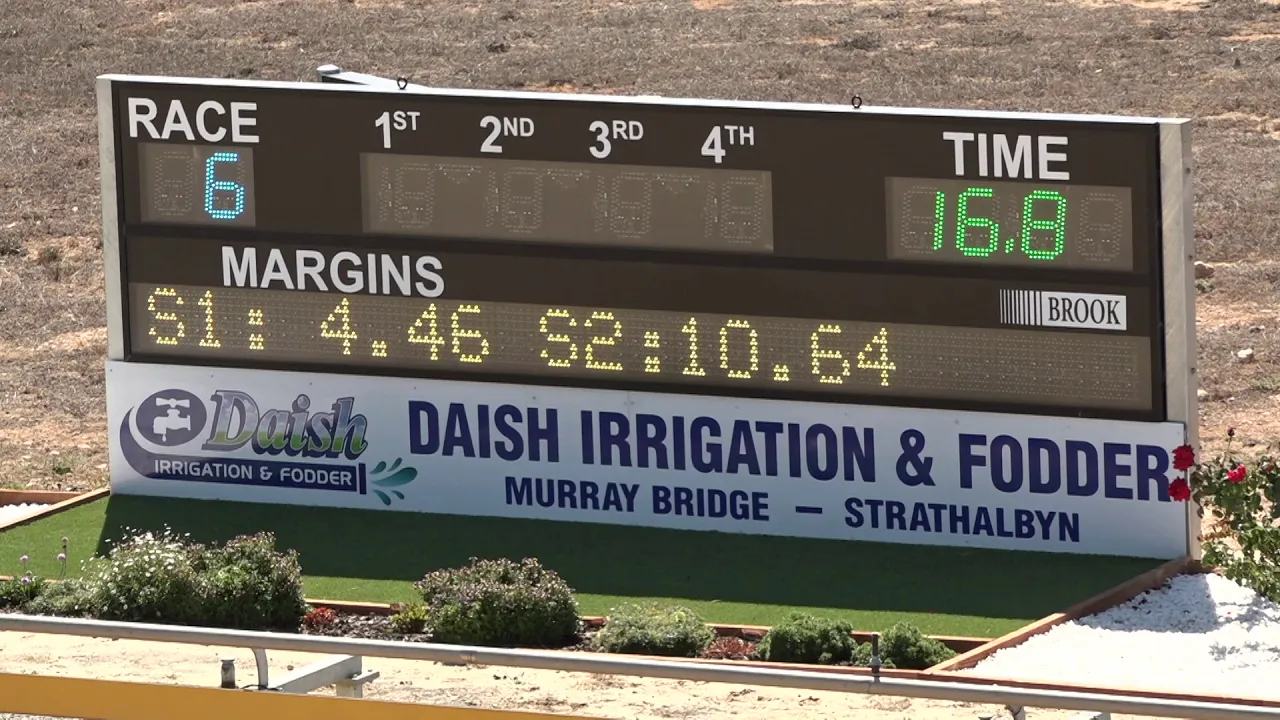 RACE 1ST 2ND 3RD 4TH TIME
6 16.8
MARGINS
BROOK
S1: 4.46 S2:10.64
Daish
IRRIGATION & FODDER
DAISH IRRIGATION & FODDER
MURRAY BRIDGE – STRATHALBYN